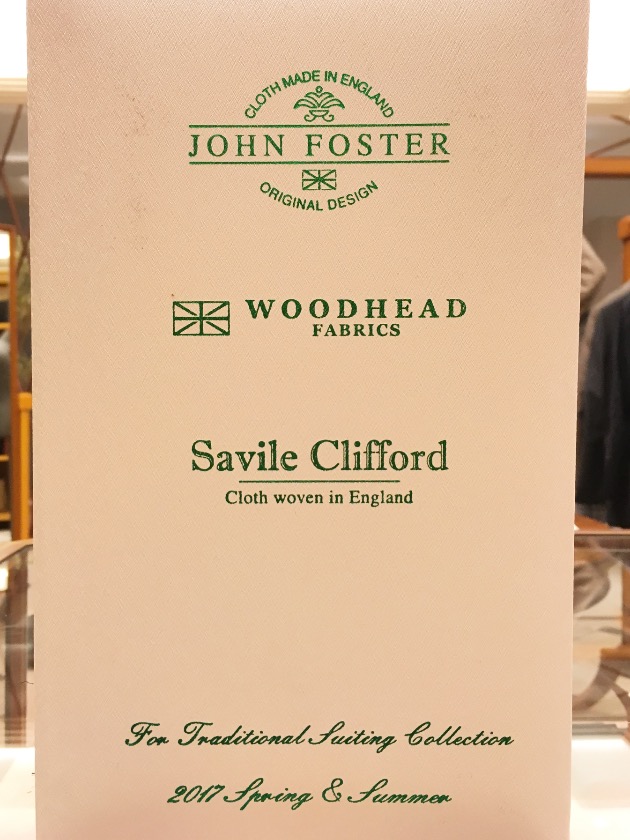 CLOTH MADE IN ENGLAND
JOHN FOSTER
ORIGINAL DESIGN
WOODHEAD
FABRICS
Savile Clifford
Cloth woven in England
For Traditional Suiting Collection
2017 Spring & Summer